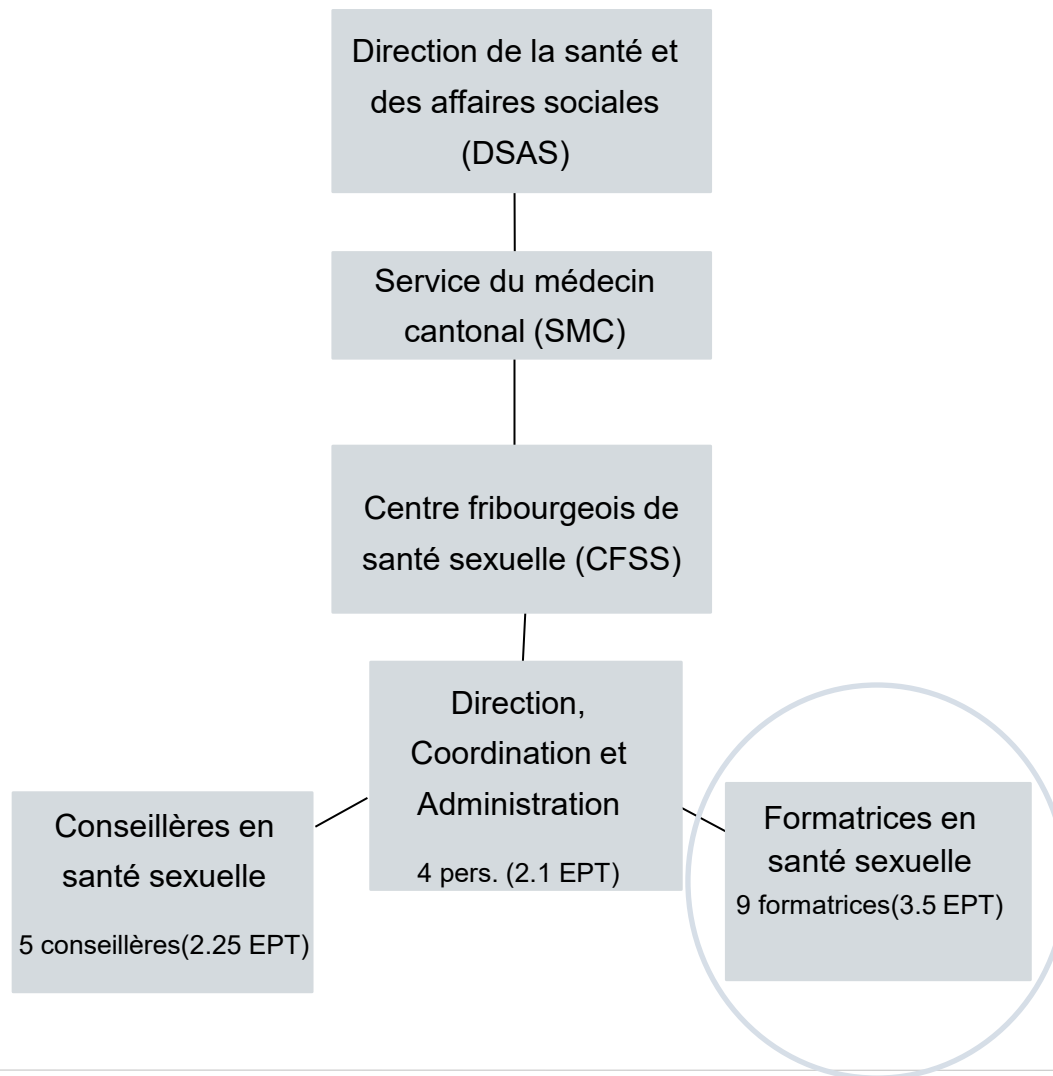 Direction de la santé et
des affaires sociales
(DSAS)
Service du médecin
cantonal (SMC)
Centre fribourgeois de
santé sexuelle (CFSS)
Direction,
Coordination et
Administration
4 pers. (2.1 EPT)
Conseillères en
santé sexuelle
5 conseillères(2.25 EPT)
Formatrices en
santé sexuelle
9 formatrices(3.5 EPT)